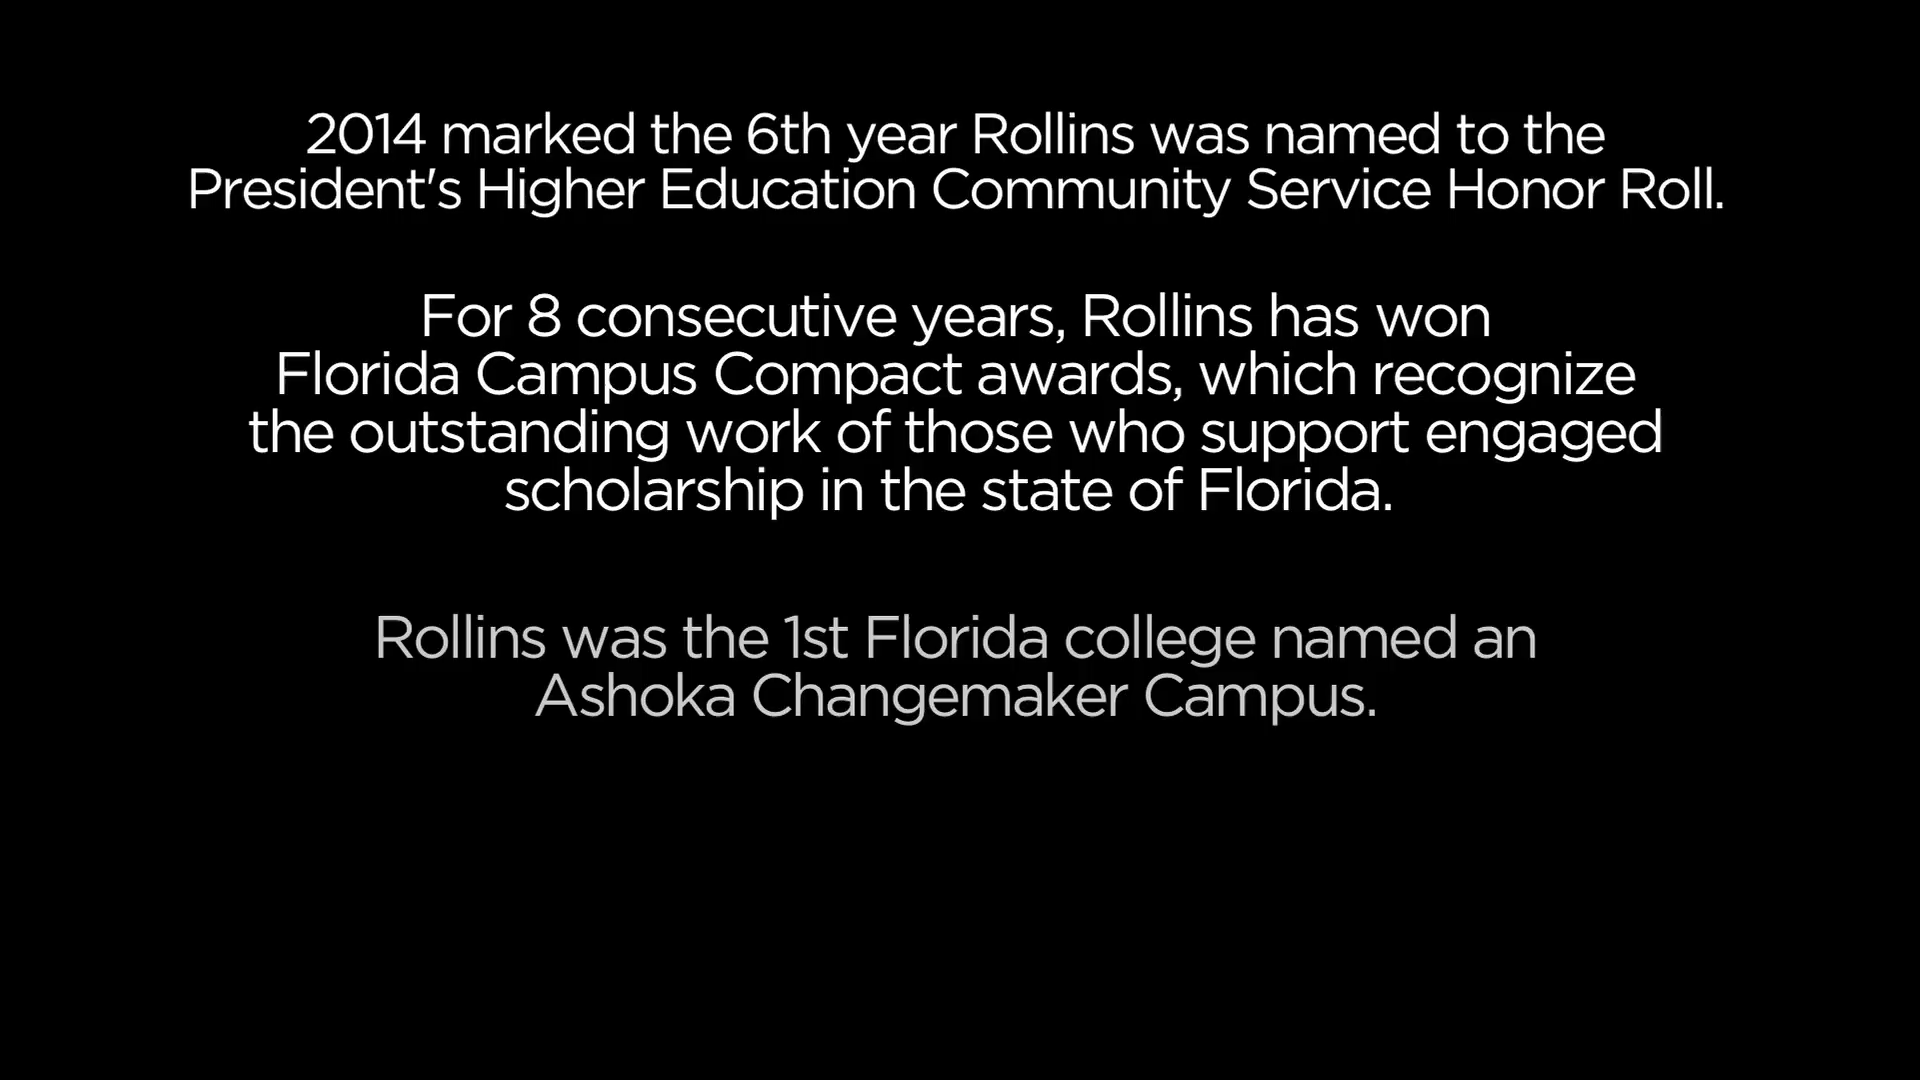 2014 marked the 6th year Rollins was named to the
President's Higher Education Community Service Honor Roll.
For 8 consecutive years, Rollins has won
Florida Campus Compact awards, which recognize
the outstanding work of those who support engaged
scholarship in the state of Florida.
Rollins was the 1st Florida college named an
Ashoka Changemaker Campus.